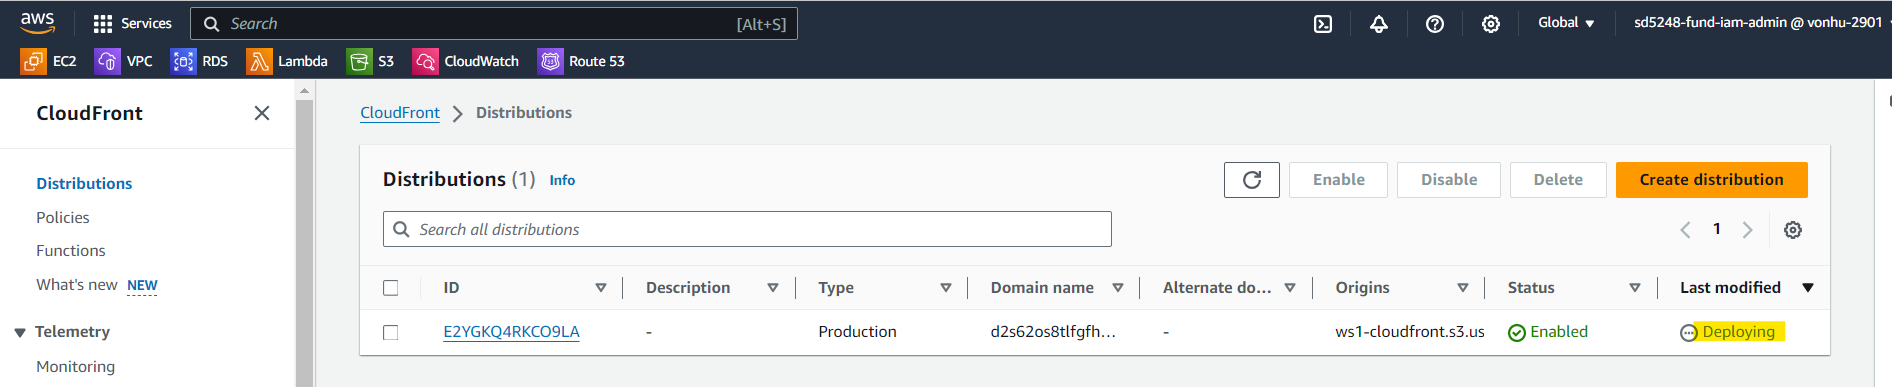 aws Services Search [Alt+S] Global sd5248-fund-iam-admin @ vonhu-2901
EC2 VPC RDS Lambda S3 CloudWatch Route 53
CloudFront
Distributions
Policies
Functions
What's new NEW
Telemetry
Monitoring
CloudFront Distributions
Distributions (1) Info Enable Disable Delete Create distribution
Search all distributions 1
ID Description Type Domain name Alternate do... Origins Status Last modified
E2YGKQ4RKCO9LA - Production d2s62os8tlfgfh... - ws1-cloudfront.s3.us Enabled Deploying